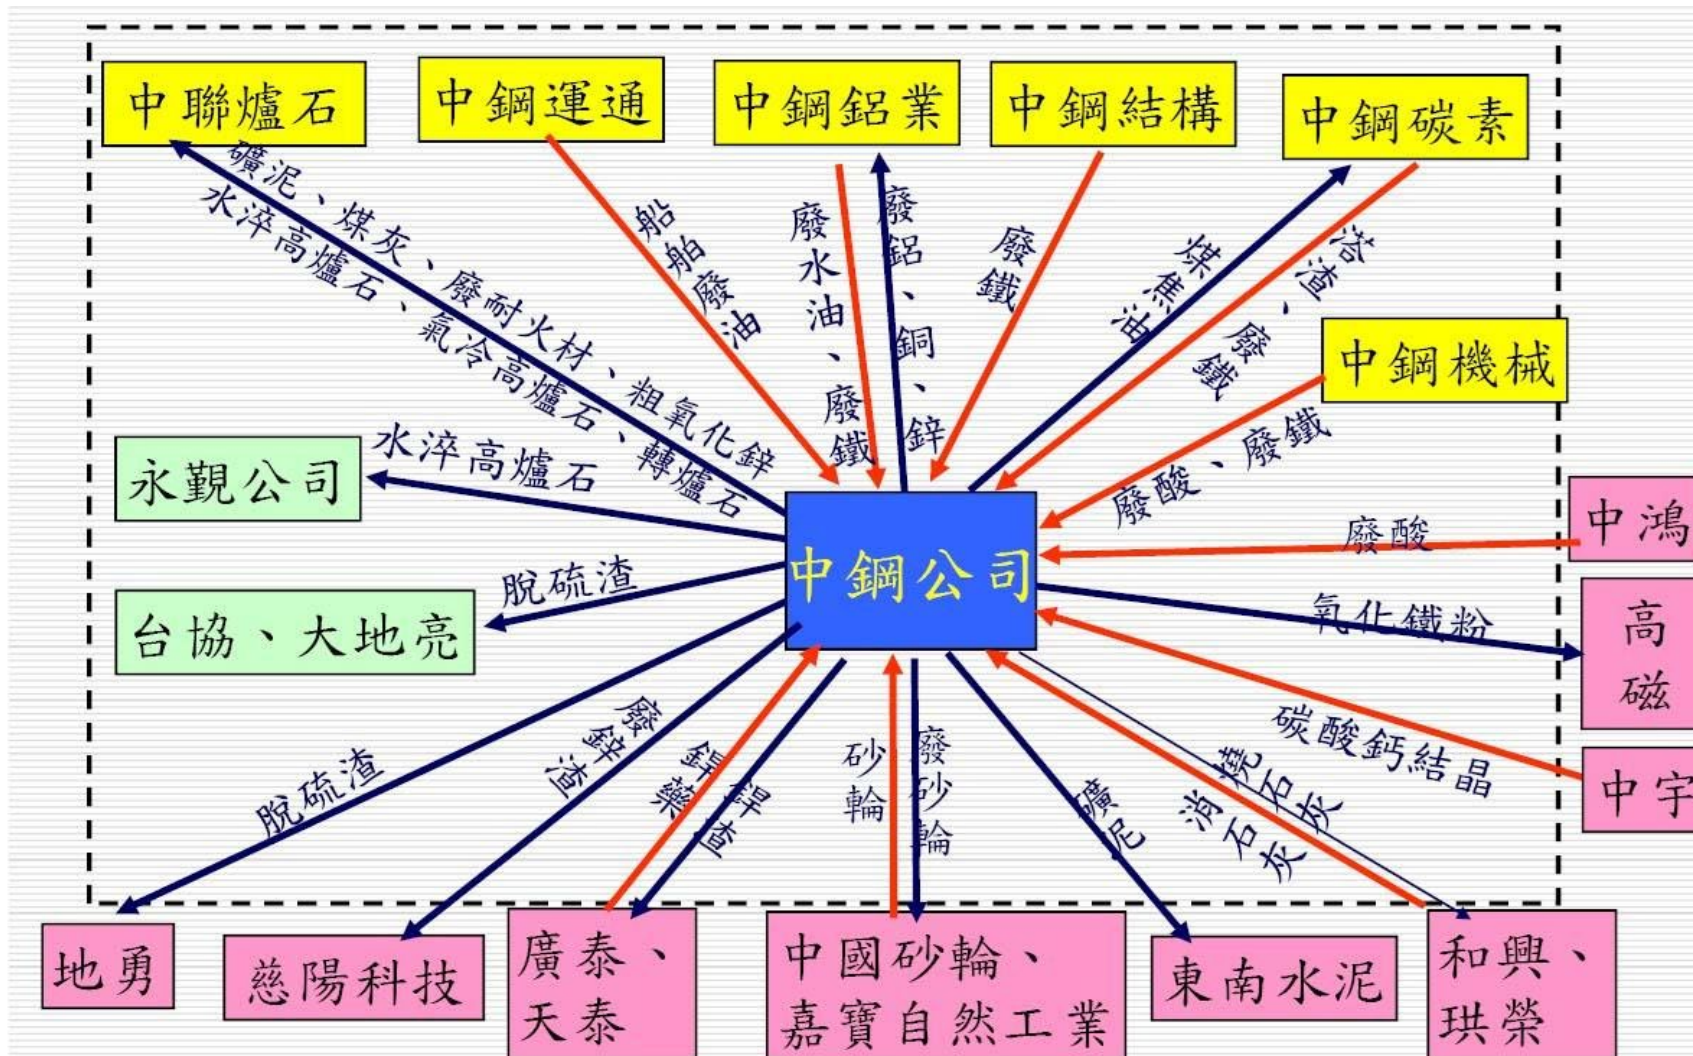 中聯爐石
中鋼運通
中鋼鋁業
中鋼結構
中鋼碳素
礦泥、煤灰、廢耐火材、粗氧化鋅
水淬高爐石、氣冷高爐石、轉爐石
船舶廢油
廢水油、廢鐵
廢鋁、銅、鋅
廢鐵
煤焦油
溚渣、廢鐵
中鋼機械
廢酸、廢鐵
永覲公司
水淬高爐石
中鴻
廢酸
中鋼公司
台協、大地亮
脫硫渣
氧化鐵粉
高
磁
脫硫渣
廢鋅渣
銲藥
銲渣
砂輪
廢砂輪
礦泥
燒石灰
消石灰
碳酸鈣結晶
中宇
地勇
慈陽科技
廣泰、
天泰
中國砂輪、
嘉寶自然工業
東南水泥
和興、
珙榮